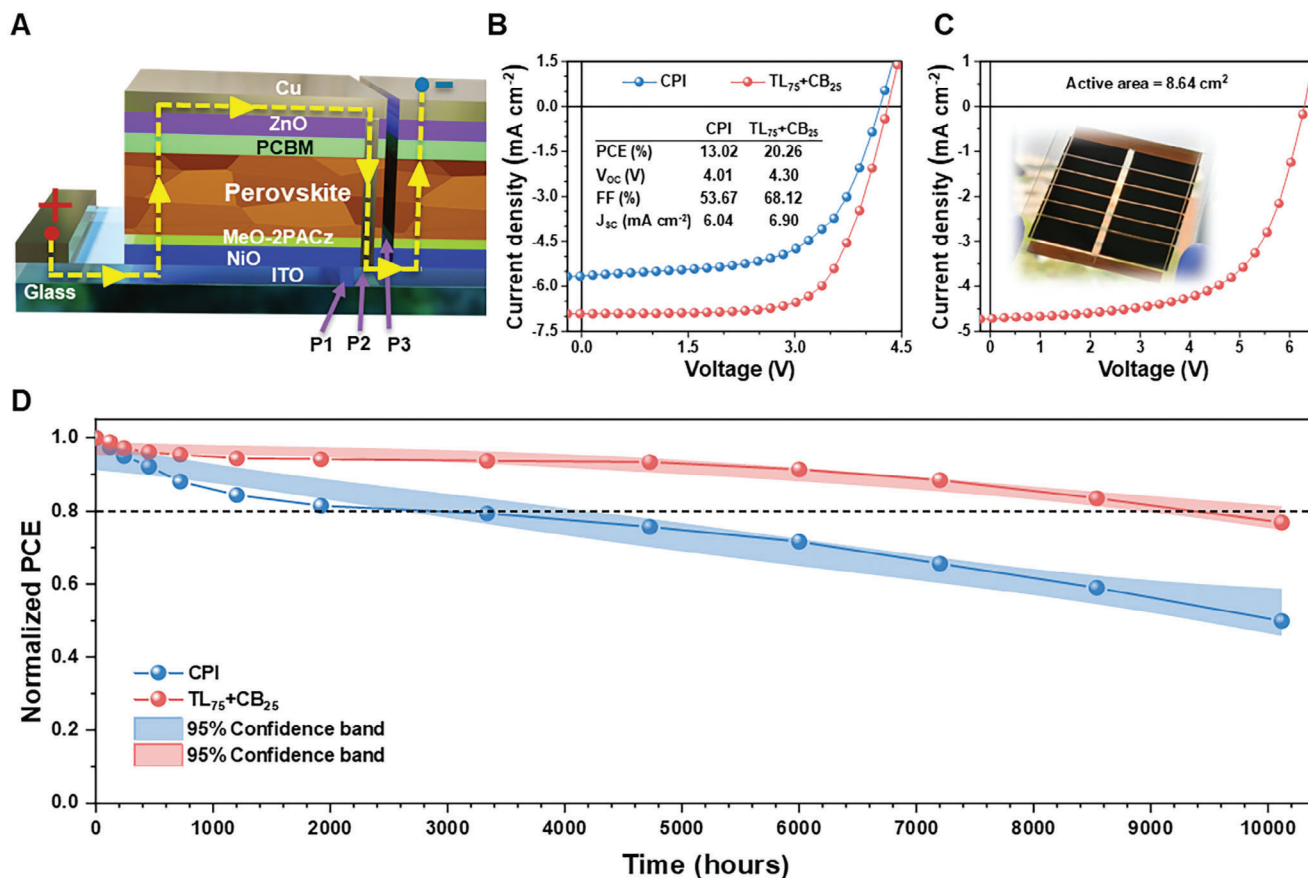 A
Cu
ZnO
PCBM
Perovskite
MeO-2PACz
NiO
ITO
Glass
+
-
P1 P2 P3
B
CPI TL75+CB25
CPI TL75+CB25
PCE (%) 13.02 20.26
VOC (V) 4.01 4.30
FF (%) 53.67 68.12
JSC (mA cm-2) 6.04 6.90
Current density (mA cm-2)
1.5
0.0
-1.5
-3.0
-4.5
-6.0
-7.5
0.0 1.5 3.0 4.5
Voltage (V)
C
Active area = 8.64 cm2
Current density (mA cm-2)
1
0
-1
-2
-3
-4
-5
0 1 2 3 4 5 6
Voltage (V)
D
Normalized PCE
1.0
0.8
0.6
0.4
0.2
0.0
CPI
TL75+CB25
95% Confidence band
95% Confidence band
0 1000 2000 3000 4000 5000 6000 7000 8000 9000 10000
Time (hours)